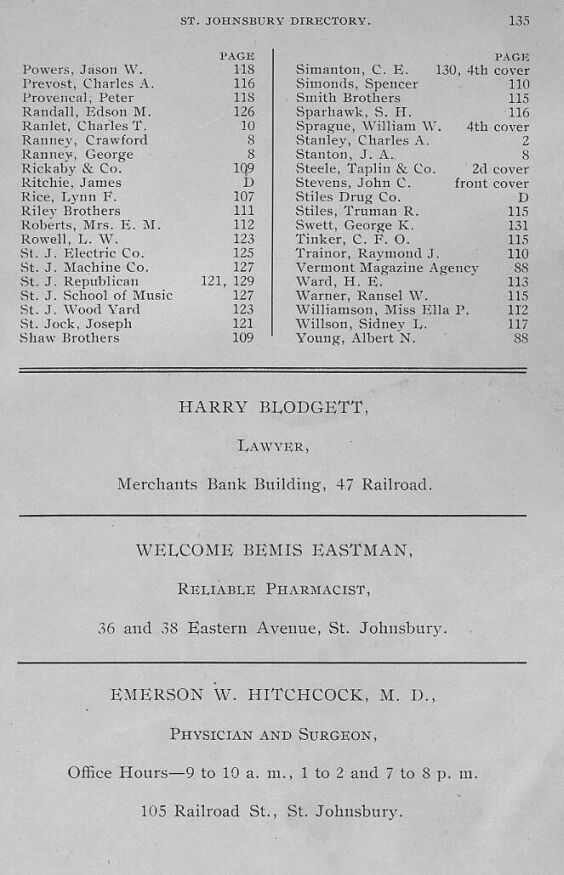 ST. JOHNSBURY DIRECTORY. 135
PAGE
Powers, Jason W. 118
Prevost, Charles A. 116
Provencal, Peter 118
Randall, Edson M. 126
Ranlet, Charles T. 10
Ranney, Crawford 8
Ranney, George 8
Rickaby & Co. 109
Ritchie, James D
Rice, Lynn F. 107
Riley Brothers 111
Roberts, Mrs. E. M. 112
Rowell, L. W. 123
St. J. Electric Co. 125
St. J. Machine Co. 127
St. J. Republican 121, 129
St. J. School of Music 127
St. J. Wood Yard 123
St. Jock, Joseph 121
Shaw Brothers 109
PAGE
Simanton, C. E. 130, 4th cover
Simonds, Spencer 110
Smith Brothers 115
Sparhawk, S. H. 116
Sprague, William W. 4th cover
Stanley, Charles A. 2
Stanton, J. A. 8
Steele, Taplin & Co. 2d cover
Stevens, John C. front cover
Stiles Drug Co. D
Stiles, Truman R. 115
Swett, George K. 131
Tinker, C. F. O. 115
Trainor, Raymond J. 110
Vermont Magazine Agency 88
Ward, H. E. 113
Warner, Ransel W. 115
Williamson, Miss Ella P. 112
Willson, Sidney L. 117
Young, Albert N. 88
HARRY BLODGETT,
LAWYER,
Merchants Bank Building, 47 Railroad.
WELCOME BEMIS EASTMAN,
RELIABLE PHARMACIST,
36 and 38 Eastern Avenue, St. Johnsbury.
EMERSON W. HITCHCOCK, M. D.,
PHYSICIAN AND SURGEON,
Office Hours—9 to 10 a. m., 1 to 2 and 7 to 8 p. m.
105 Railroad St., St. Johnsbury.